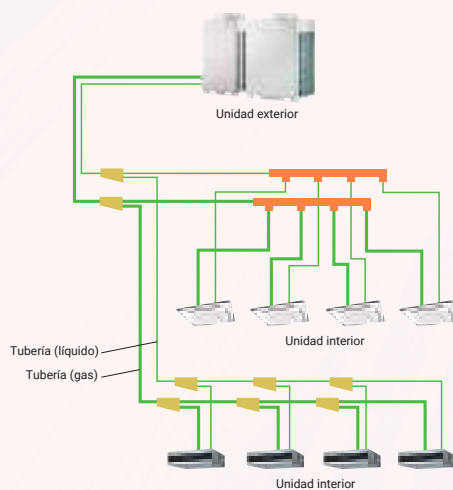 Unidad exterior
Unidad interior
Tubería (líquido)
Tubería (gas)
Unidad interior